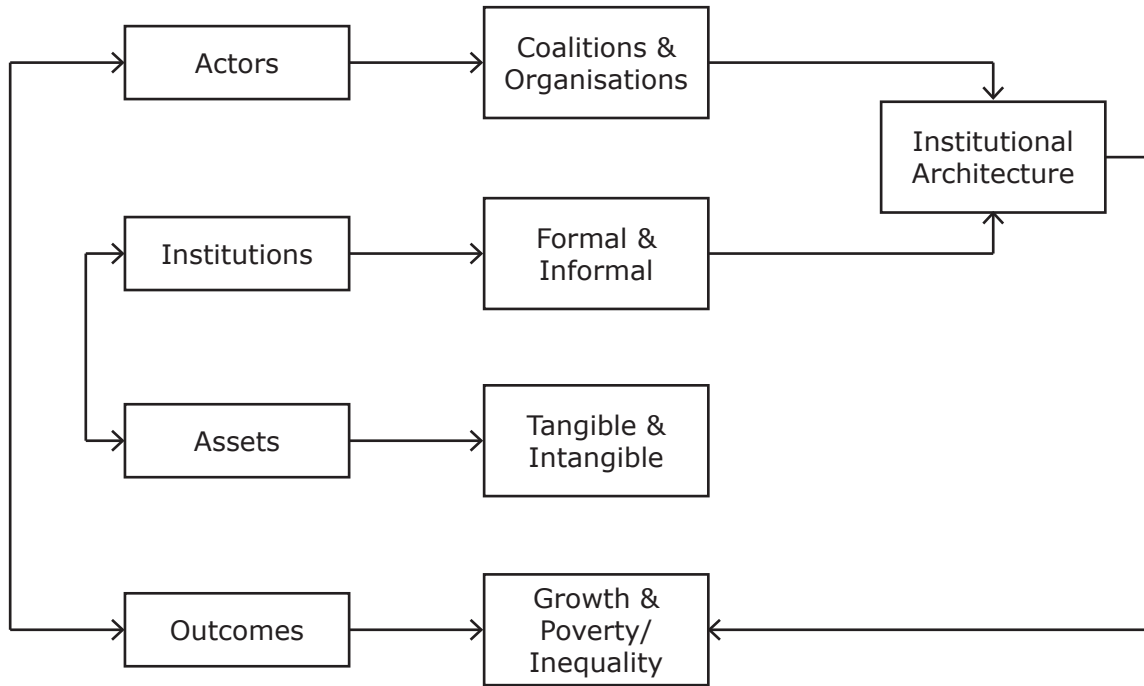 Actors
Coalitions &
Organisations
Institutional
Architecture
Institutions
Formal &
Informal
Assets
Tangible &
Intangible
Outcomes
Growth &
Poverty/
Inequality